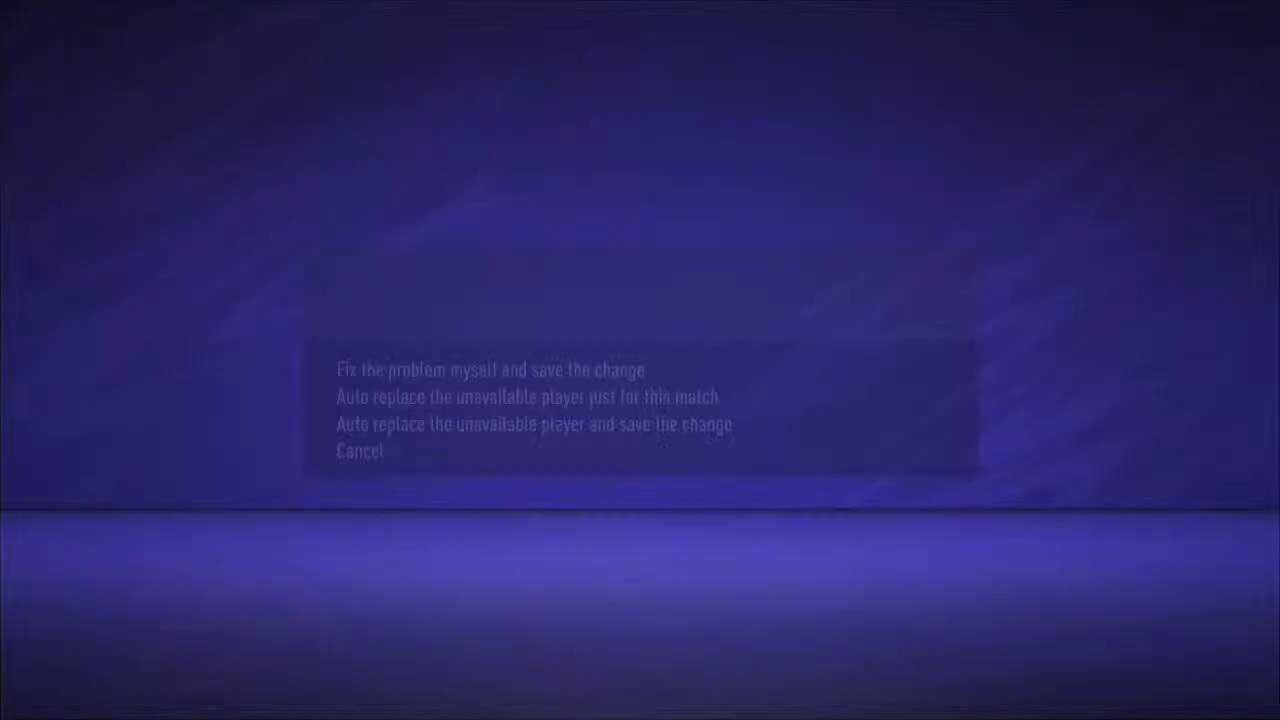 Fix the problem myself and save the change
Auto replace the unavailable player just for this match
Auto replace the unavailable player and save the change
Cancel